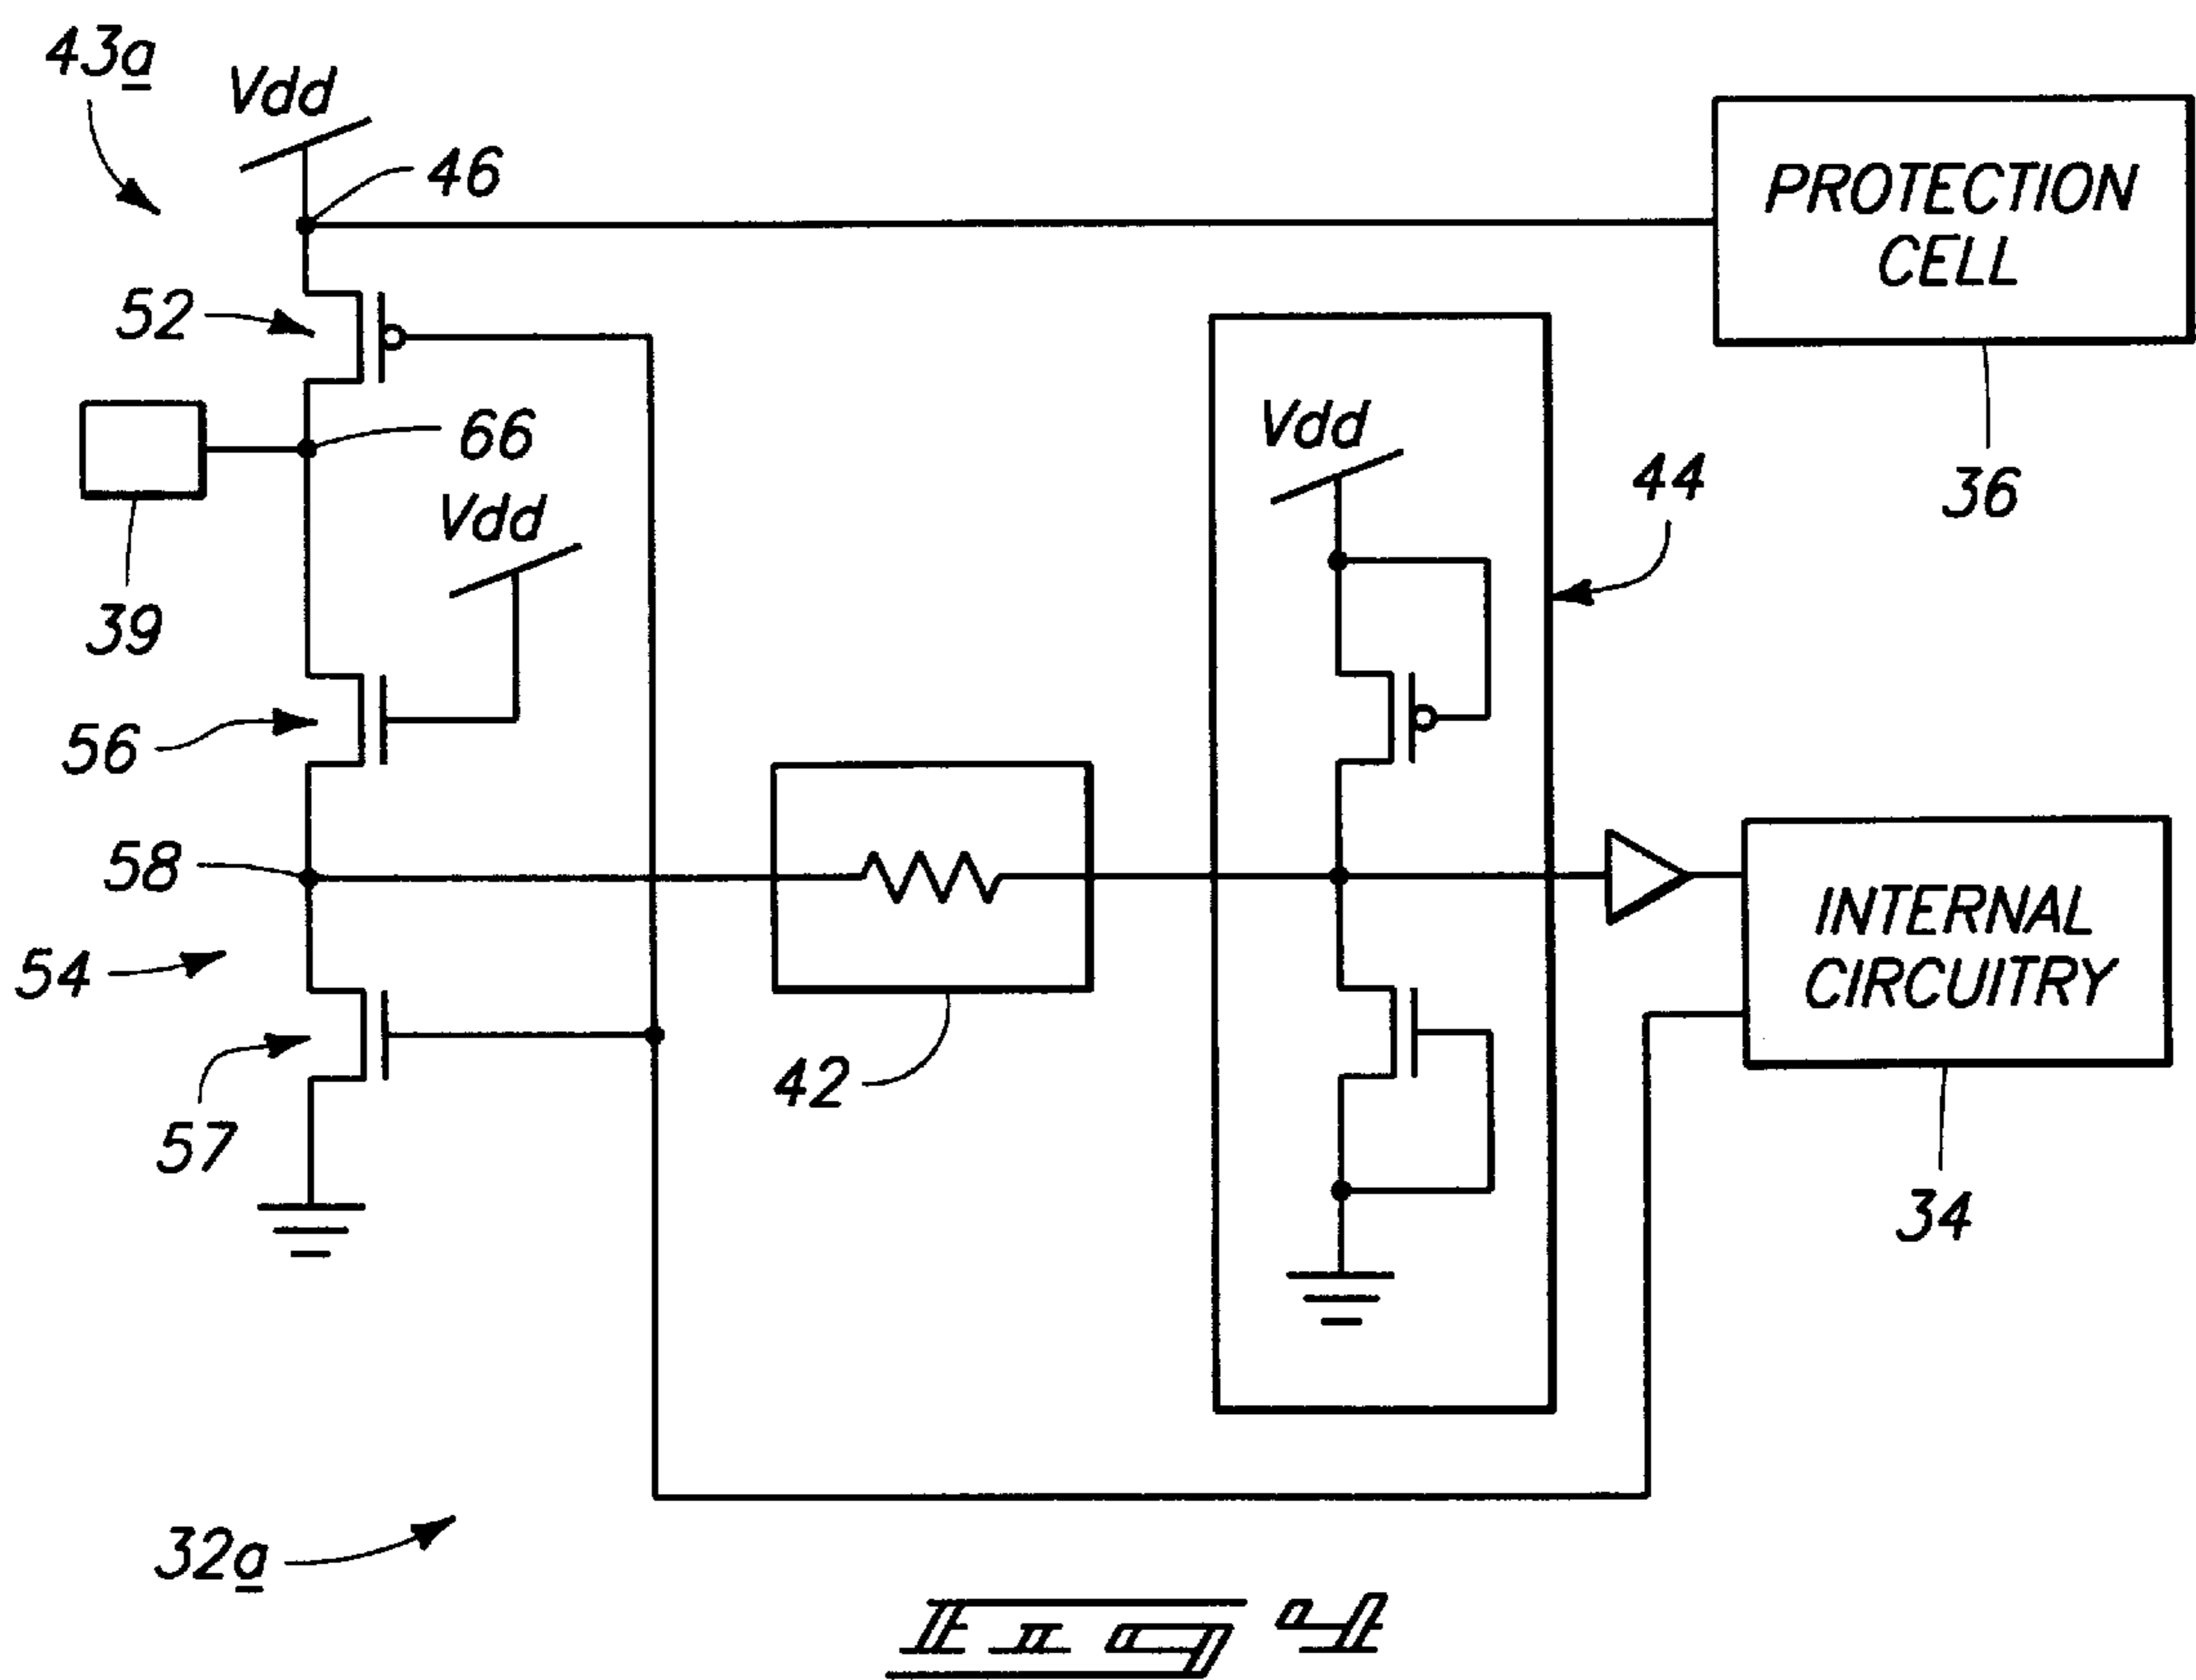 43a
Vdd
46
PROTECTION
CELL
52
66
Vdd
44
Vdd
36
39
56
58
INTERNAL
CIRCUITRY
54
42
57
34
32a
Fig 4